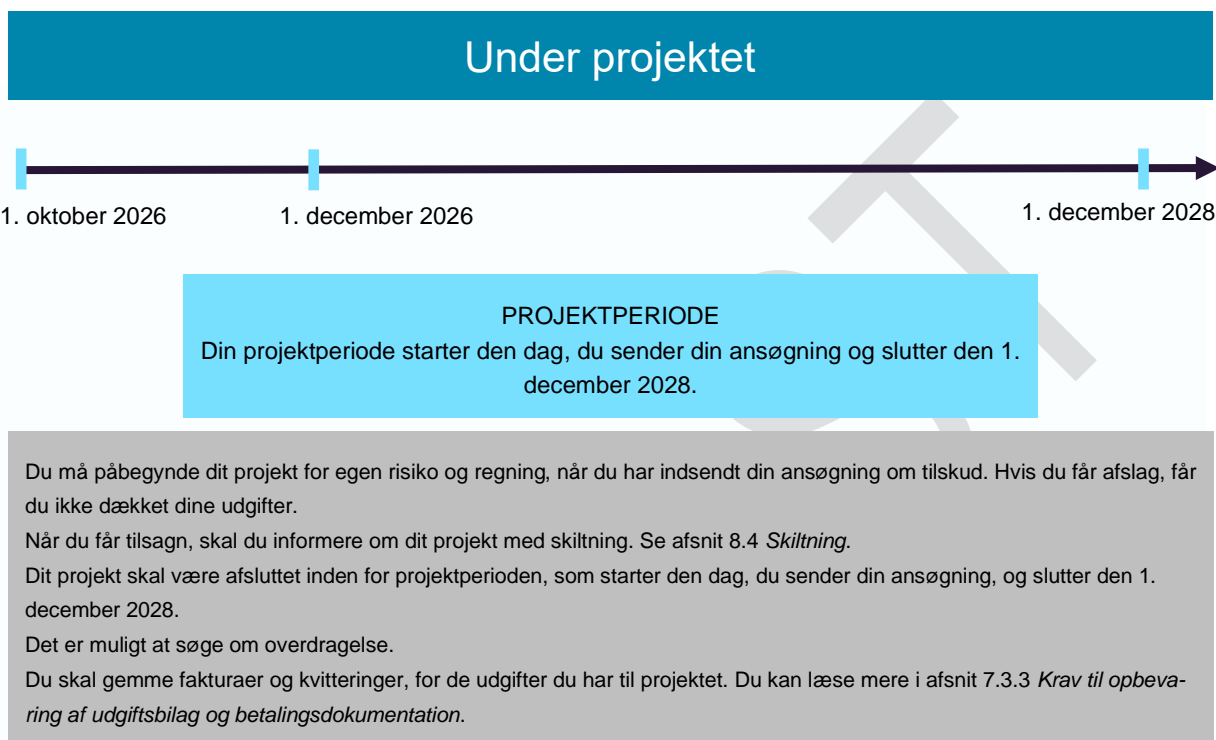 Under projektet
1. oktober 2026
1. december 2026
1. december 2028
PROJEKTPERIODE
Din projektperiode starter den dag, du sender din ansøgning og slutter den 1.
december 2028.
Du må påbegynde dit projekt for egen risiko og regning, når du har indsendt din ansøgning om tilskud. Hvis du får afslag, får
du ikke dækket dine udgifter.
Når du får tilsagn, skal du informere om dit projekt med skiltning. Se afsnit 8.4 Skiltning.
Dit projekt skal være afsluttet inden for projektperioden, som starter den dag, du sender din ansøgning, og slutter den 1.
december 2028.
Det er muligt at søge om overdragelse.
Du skal gemme fakturaer og kvitteringer, for de udgifter du har til projektet. Du kan læse mere i afsnit 7.3.3 Krav til opbeva-
ring af udgiftsbilag og betalingsdokumentation.